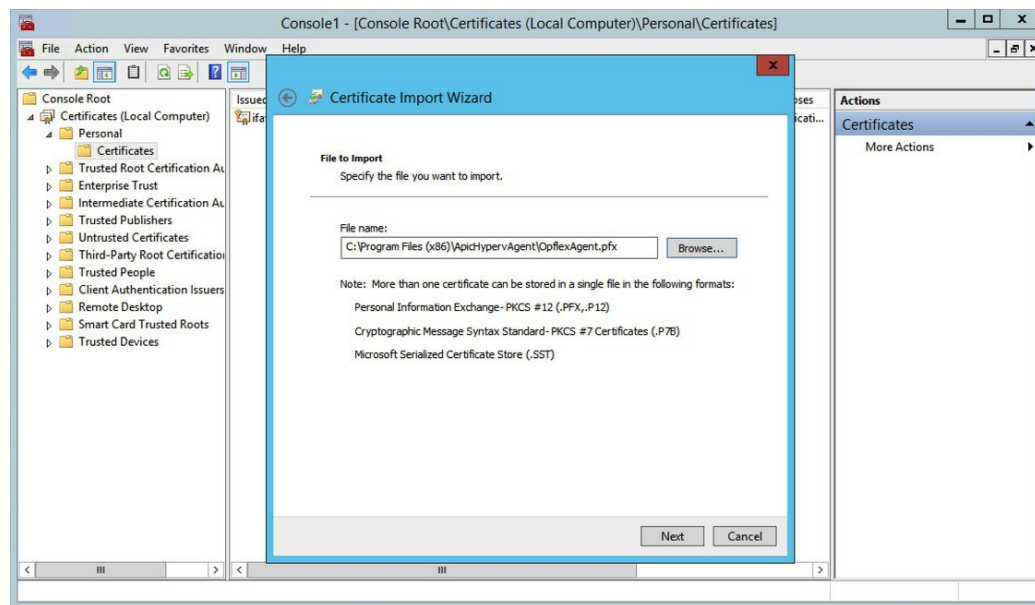 Console1 - [Console Root\Certificates (Local Computer)\Personal\Certificates]
File Action View Favorites Window Help
Console Root
Certificates (Local Computer)
Personal
Certificates
Trusted Root Certification Au
Enterprise Trust
Intermediate Certification Au
Trusted Publishers
Untrusted Certificates
Third-Party Root Certification
Trusted People
Client Authentication Issuers
Remote Desktop
Smart Card Trusted Roots
Trusted Devices
Issued
ifa
Certificate Import Wizard
File to Import
Specify the file you want to import.
File name:
C:\Program Files (x86)\ApicHypervAgent\OpflexAgent.pfx
Browse...
Note: More than one certificate can be stored in a single file in the following formats:
Personal Information Exchange- PKCS #12 (.PFX,.P12)
Cryptographic Message Syntax Standard- PKCS #7 Certificates (.P7B)
Microsoft Serialized Certificate Store (.SST)
Next Cancel
oses
icati...
Actions
Certificates
More Actions